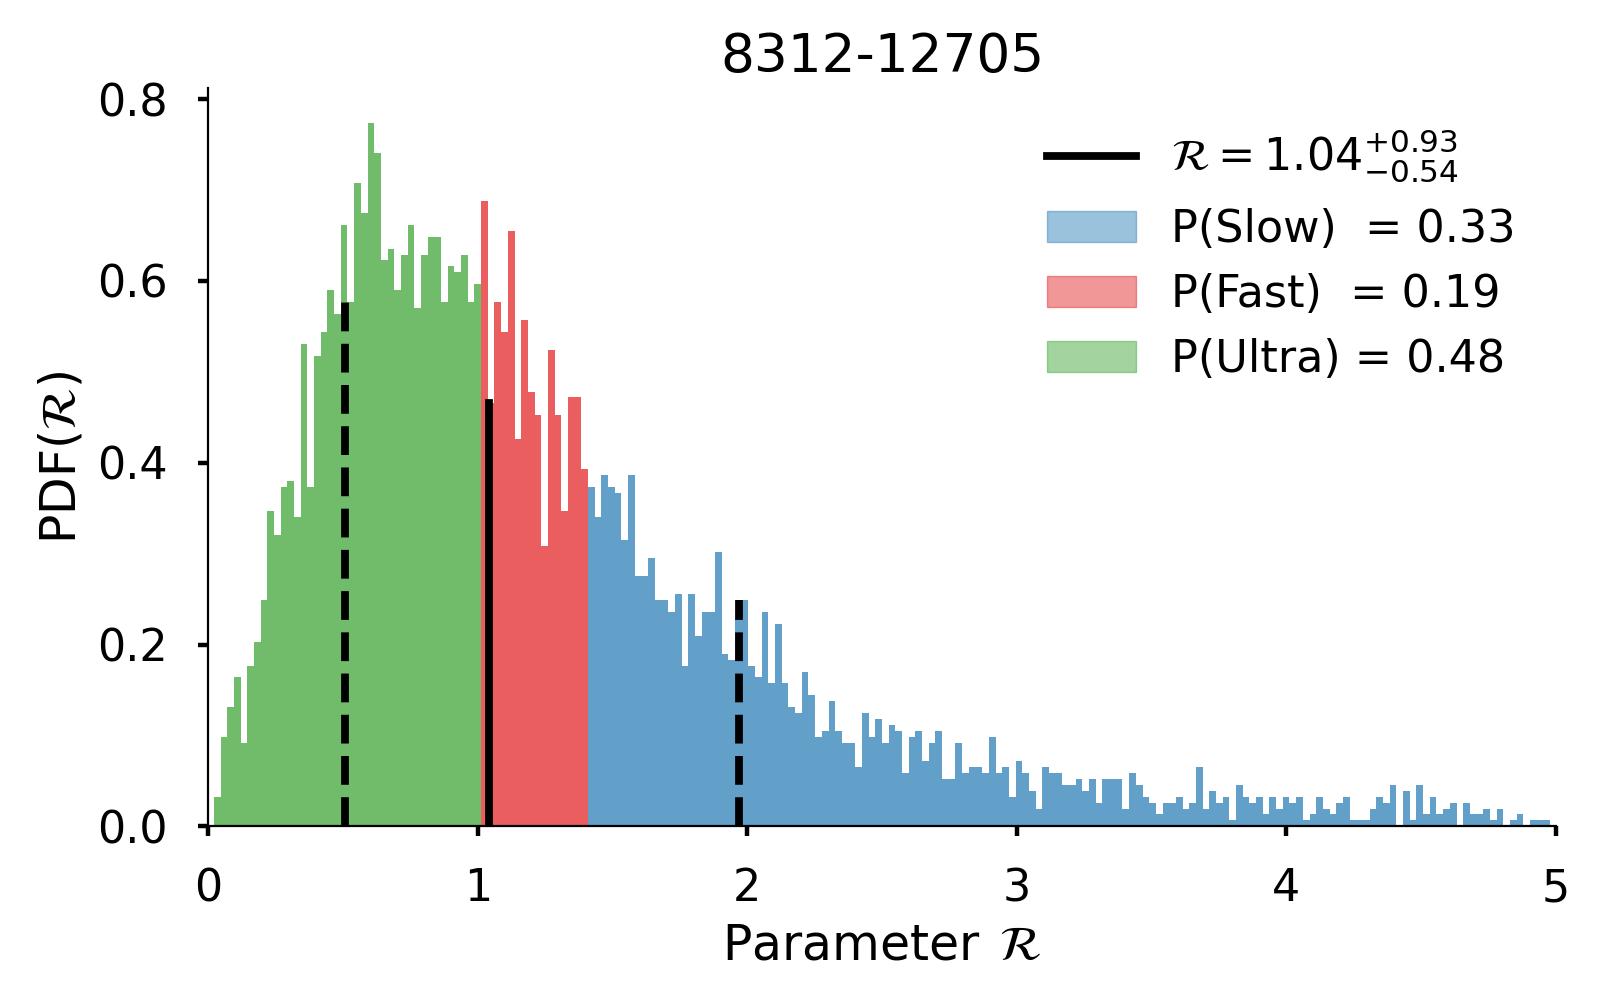 8312-12705
ℛ = 1.04 +0.93 −0.54
P(Slow) = 0.33
P(Fast) = 0.19
P(Ultra) = 0.48
PDF(ℛ)
0.8
0.6
0.4
0.2
0.0
0 1 2 3 4 5
Parameter ℛ